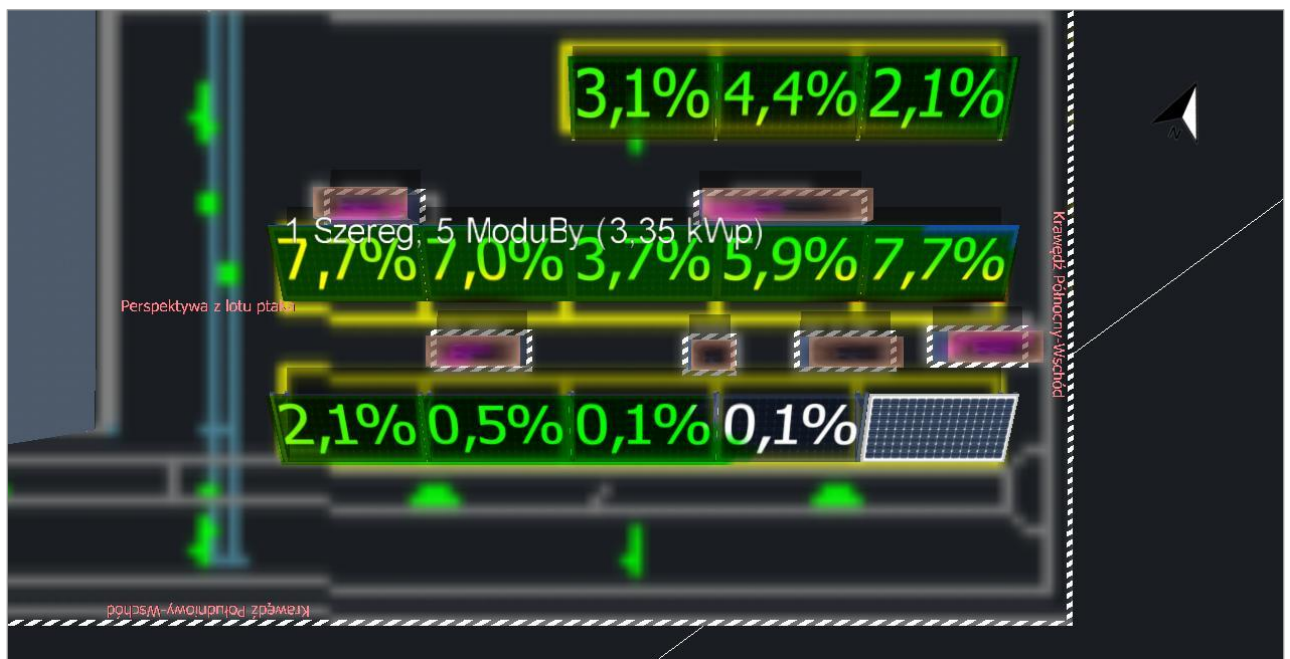 3,1% 4,4% 2,1%
1 Szereg, 5 ModuBy (3,35 kWp)
7,7% 7,0% 3,7% 5,9% 7,7%
Perspektywa z lotu ptaka
Krawędź Północny-Wschód
2,1% 0,5% 0,1% 0,1%
Krawędź Południowy-Wschód
N